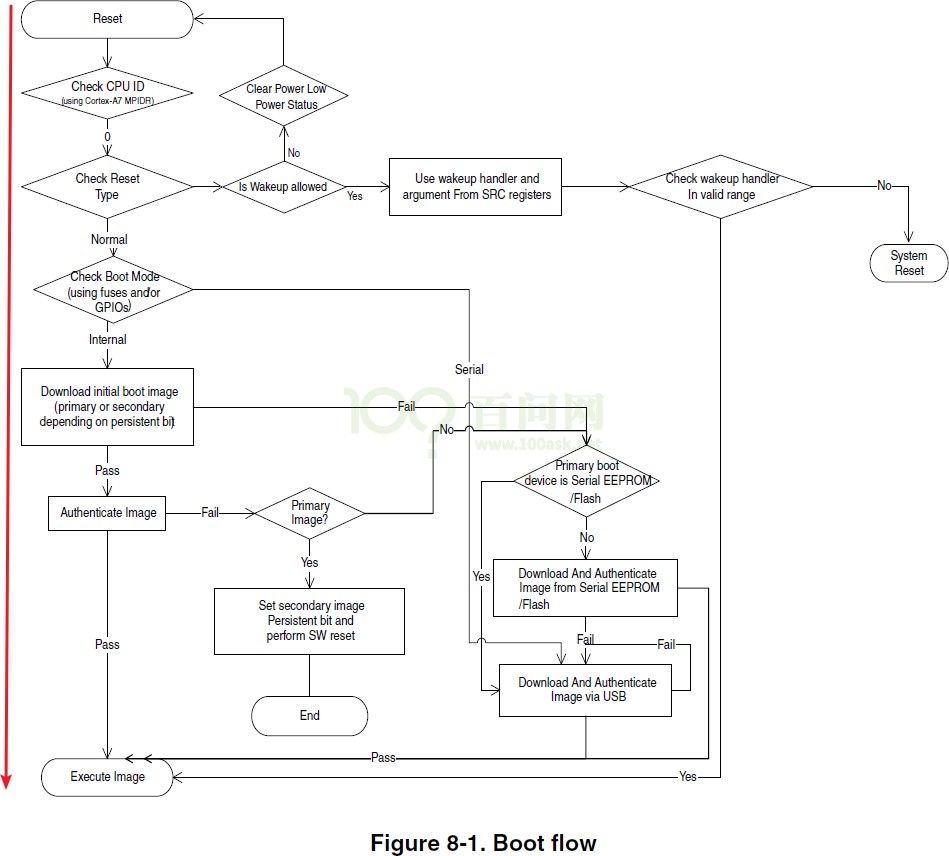 Reset
Check CPU ID
(using Cortex-A7 MPIDR)
Clear Power Low
Power Status
0
No
Check Reset
Type
Is Wakeup allowed
Yes
Use wakeup handler and
argument From SRC registers
Check wakeup handler
In valid range
No
System
Reset
Normal
Check Boot Mode
(using fuses and/or
GPIOs)
Internal
Serial
Download initial boot image
(primary or secondary
depending on persistent bit)
Fail
No
100?百问网
www.100ask.net
Pass
Primary boot
device is Serial EEPROM
/Flash
Authenticate Image
Fail
Primary
Image?
No
Yes
Yes
Download And Authenticate
Image from Serial EEPROM
/Flash
Set secondary image
Persistent bit and
perform SW reset
Pass
Fail
Fail
Download And Authenticate
Image via USB
End
Pass
Execute Image
Yes
Figure 8-1. Boot flow